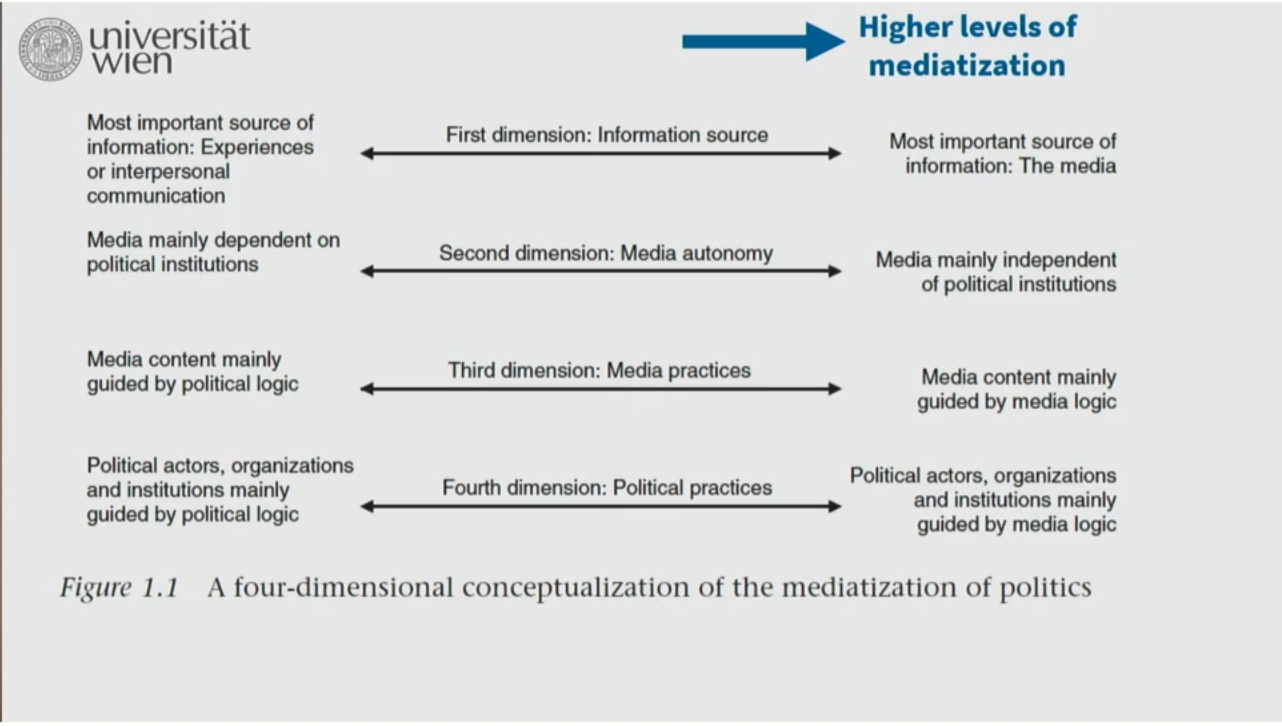 universität
wien
Higher levels of
mediatization
Most important source of
information: Experiences
or interpersonal
communication
First dimension: Information source
Most important source of
information: The media
Media mainly dependent on
political institutions
Second dimension: Media autonomy
Media mainly independent
of political institutions
Media content mainly
guided by political logic
Third dimension: Media practices
Media content mainly
guided by media logic
Political actors, organizations
and institutions mainly
guided by political logic
Fourth dimension: Political practices
Political actors, organizations
and institutions mainly
guided by media logic
Figure 1.1 A four-dimensional conceptualization of the mediatization of politics